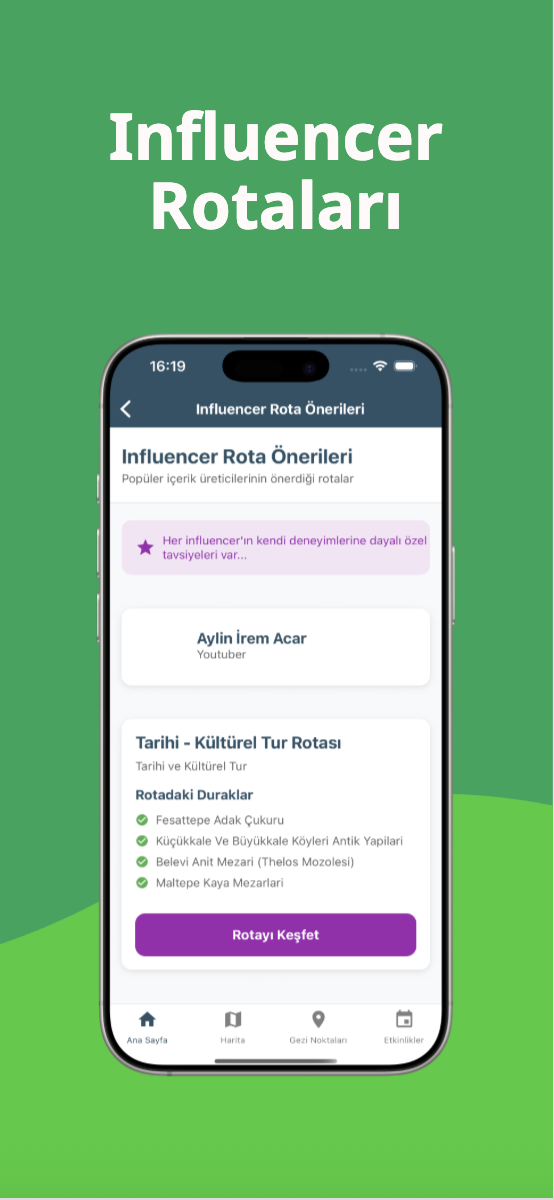 Influencer
Rotaları
16:19
Influencer Rota Önerileri
Influencer Rota Önerileri
Popüler içerik üreticilerinin önerdiği rotalar
Her influencer'ın kendi deneyimlerine dayalı özel
tavsiyeleri var...
Aylin İrem Acar
Youtuber
Tarihi - Kültürel Tur Rotası
Tarihi ve Kültürel Tur
Rotadaki Duraklar
Fesattepe Adak Çukuru
Küçükkale Ve Büyükkale Köyleri Antik Yapilari
Belevi Anit Mezari (Thelos Mozolesi)
Maltepe Kaya Mezarlari
Rotayı Keşfet
Ana Sayfa
Harita
Gezi Noktaları
Etkinlikler